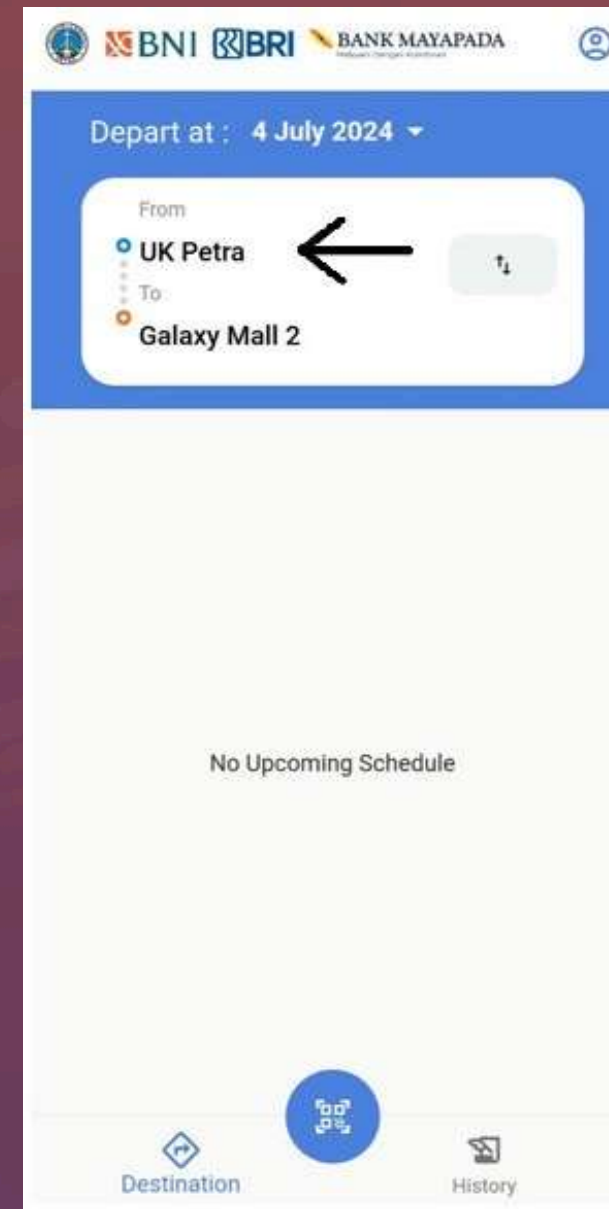 BNI BRI BANK MAYAPADA
Depart at : 4 July 2024
From
UK Petra
To
Galaxy Mall 2
No Upcoming Schedule
Destination
History